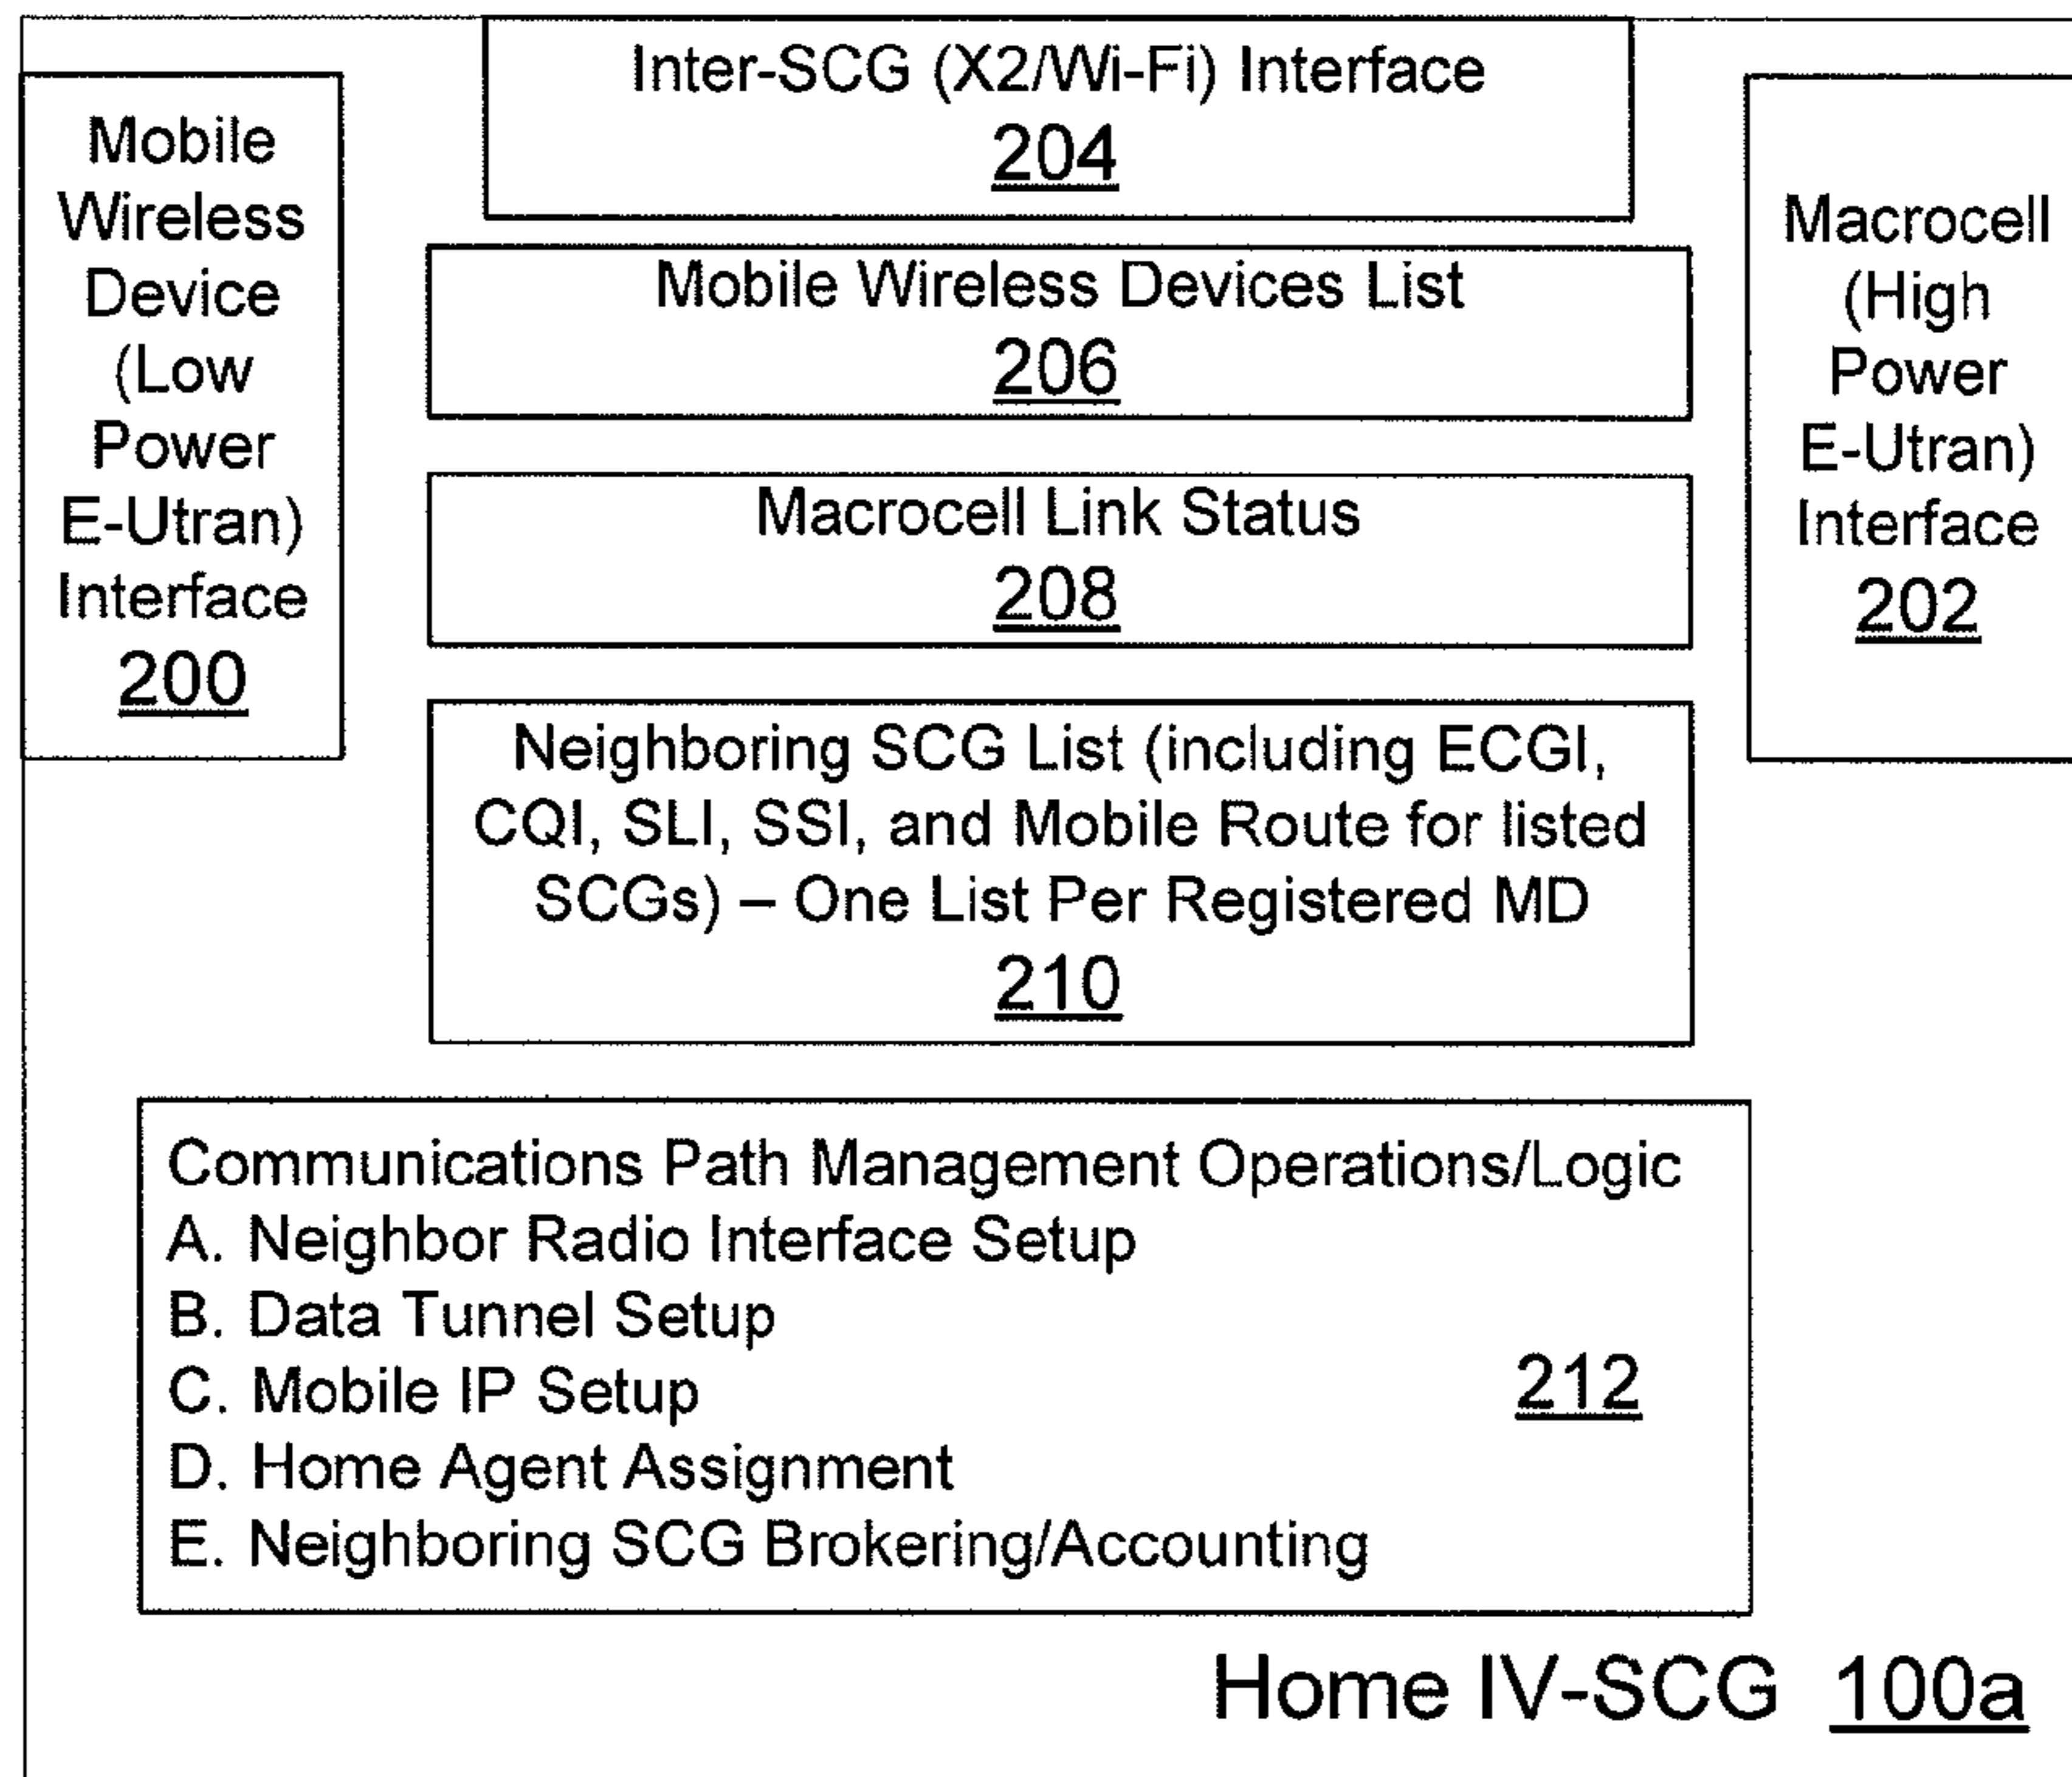 Inter-SCG (X2/Wi-Fi) Interface
204
Mobile
Wireless
Device
(Low
Power
E-Utran)
Interface
200
Mobile Wireless Devices List
206
Macrocell Link Status
208
Neighboring SCG List (including ECGI,
CQI, SLI, SSI, and Mobile Route for listed
SCGs) – One List Per Registered MD
210
Macrocell
(High
Power
E-Utran)
Interface
202
Communications Path Management Operations/Logic
A. Neighbor Radio Interface Setup
B. Data Tunnel Setup
C. Mobile IP Setup
D. Home Agent Assignment
E. Neighboring SCG Brokering/Accounting
212
Home IV-SCG 100a